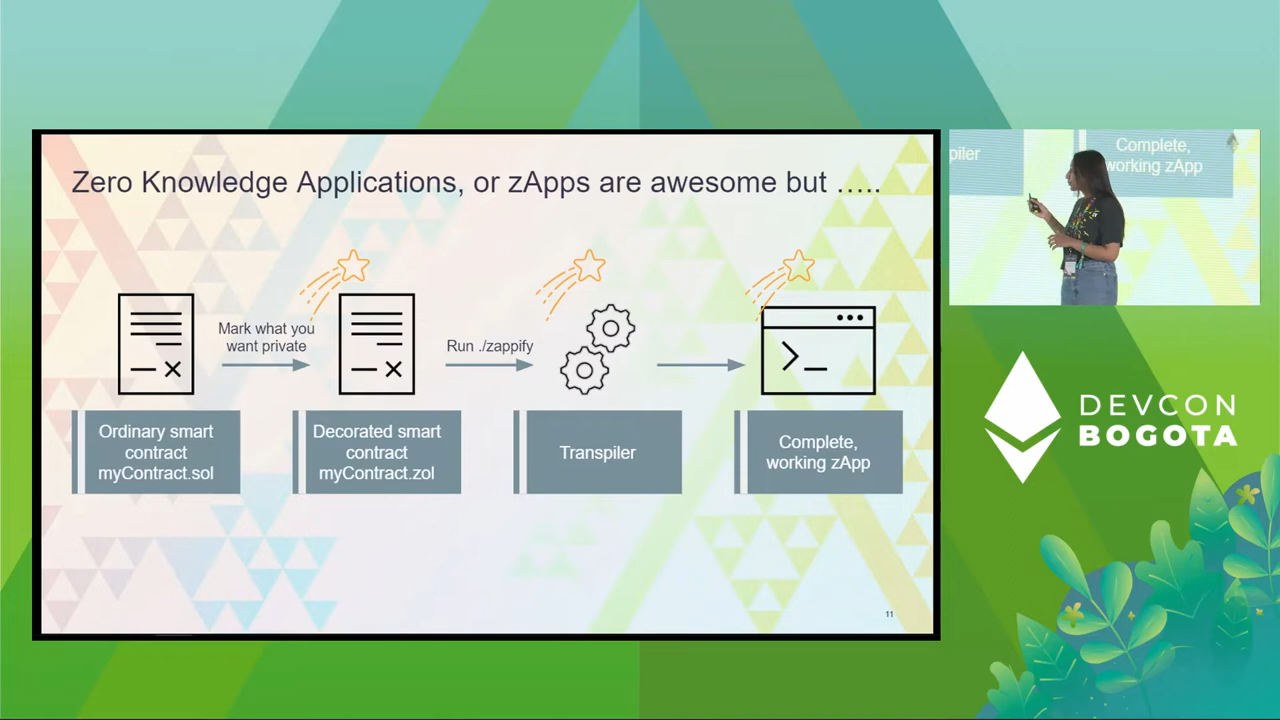 Zero Knowledge Applications, or zApps are awesome but …..
Mark what you
want private
Run ./zappify
Ordinary smart
contract
myContract.sol
Decorated smart
contract
myContract.zol
Transpiler
Complete,
working zApp
11
piler
Complete,
working zApp
DEVCON
BOGOTA